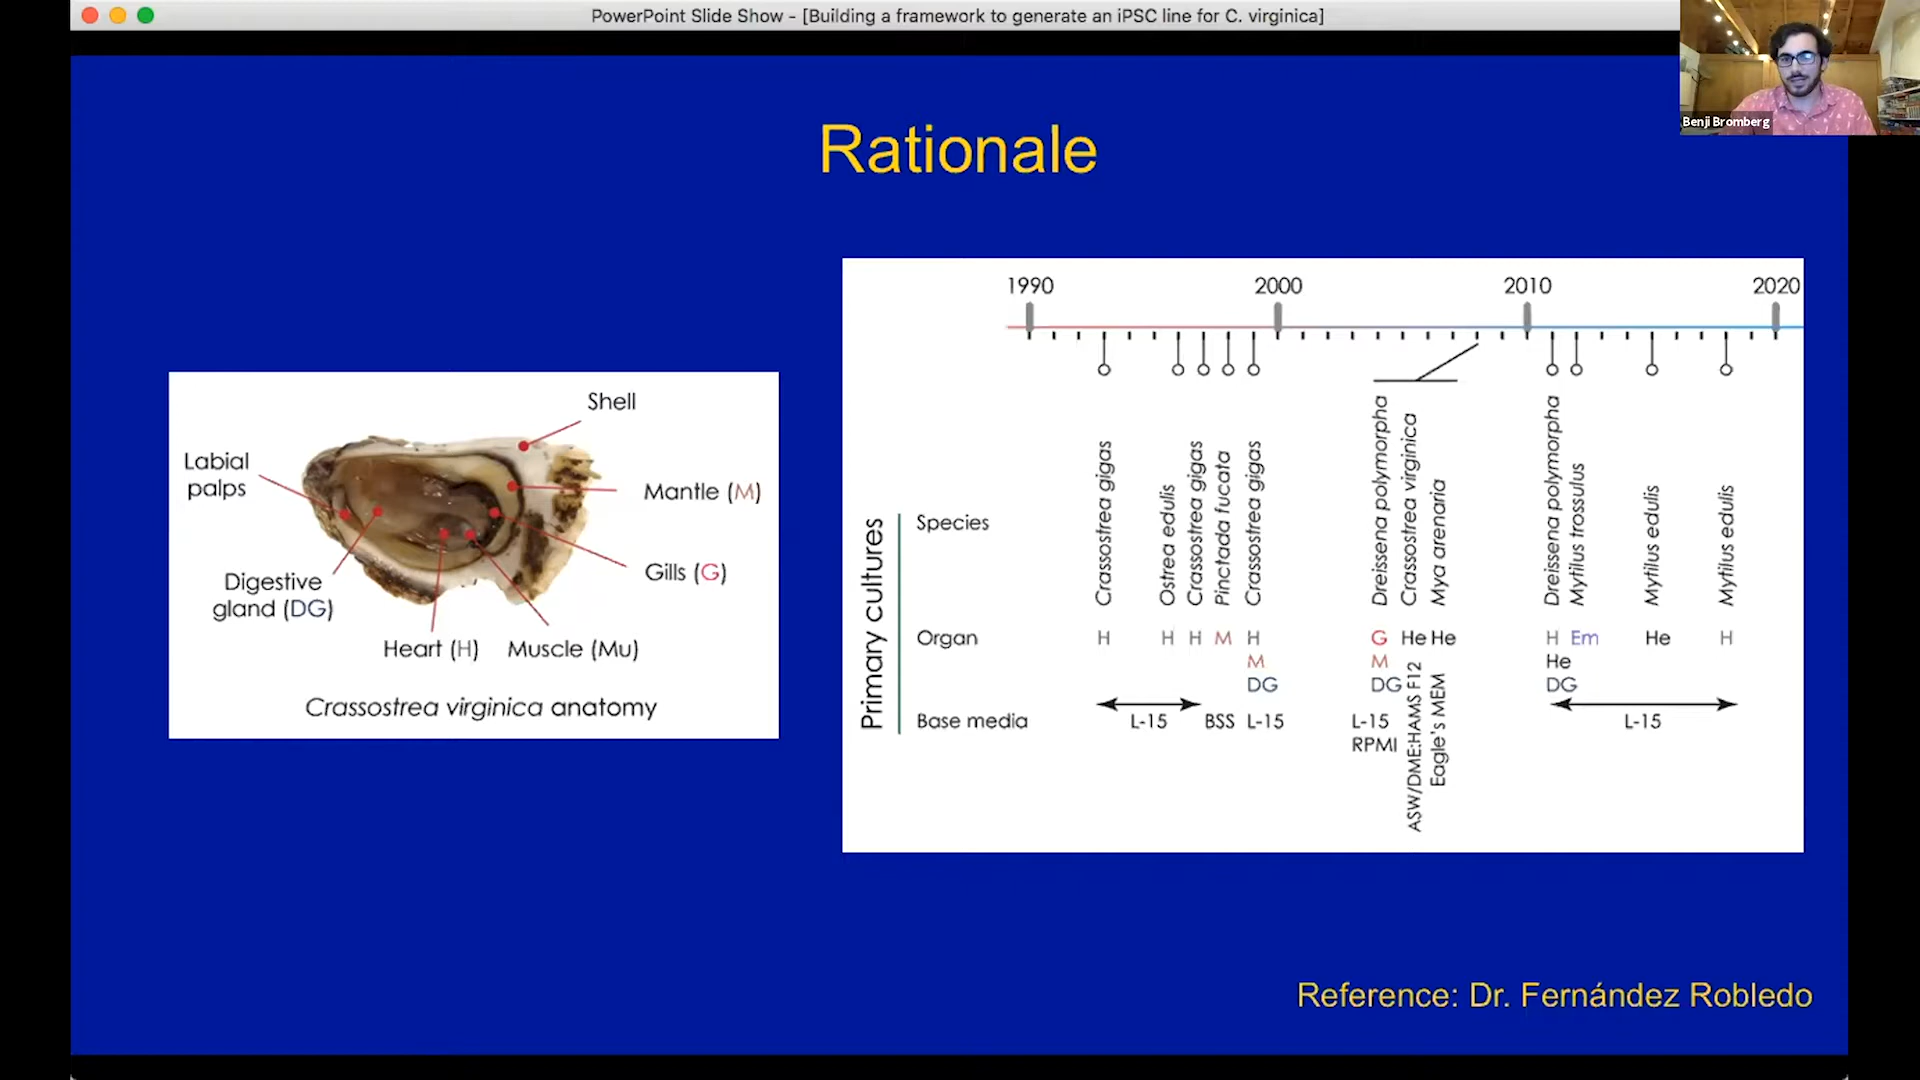 PowerPoint Slide Show - [Building a framework to generate an iPSC line for C. virginica]
Benji Bromberg
Rationale
Shell
Labial
palps
Mantle (M)
Gills (G)
Digestive
gland (DG)
Heart (H)
Muscle (Mu)
Crassostrea virginica anatomy
1990
2000
2010
2020
Primary cultures
Species
Crassostrea gigas
Ostrea edulis
Crassostrea gigas
Pinctada fucata
Crasostrea gigas
Dreissena polymorpha
Crassostrea virginica
Mya arenaria
Dreissena polymorpha
Mytilus trossulus
Mytilus edulis
Mytilus edulis
Organ
H
H
H
M
H
M
DG
G
M
DG
He
He
H
He
DG
Em
He
H
Base media
L-15
BSS
L-15
L-15
RPMI
ASW/DME:HAMS F12
Eagle's MEM
L-15
Reference: Dr. Fernández Robledo